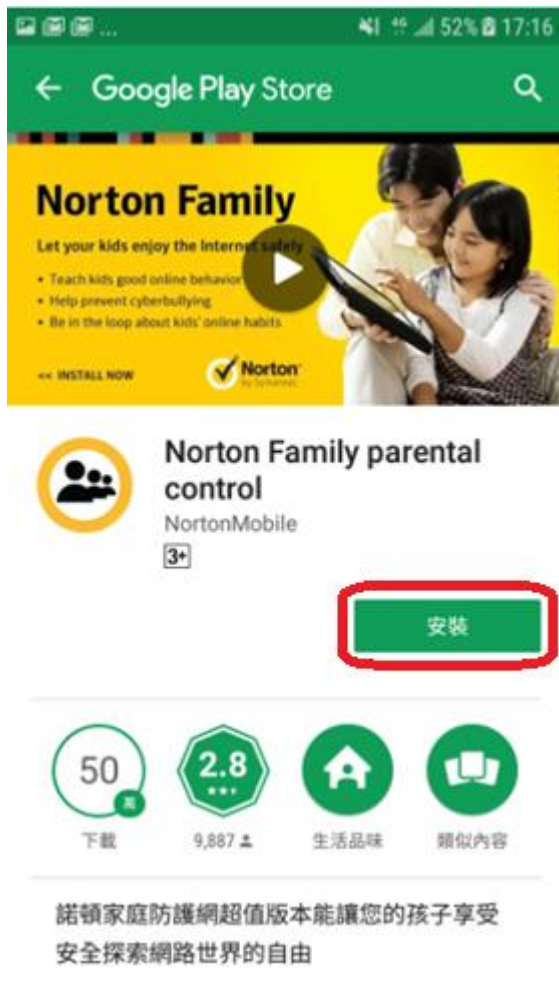 ... 4G 52% 17:16
Google Play Store
Norton Family
Let your kids enjoy the Internet safely
• Teach kids good online behavior
• Help prevent cyberbullying
• Be in the loop about kids' online habits
<< INSTALL NOW
Norton
by Symantec
Norton Family parental
control
NortonMobile
3+
安裝
50 萬
2.8
下載
9,887
生活品味
類似內容
諾頓家庭防護網超值版本能讓您的孩子享受
安全探索網路世界的自由